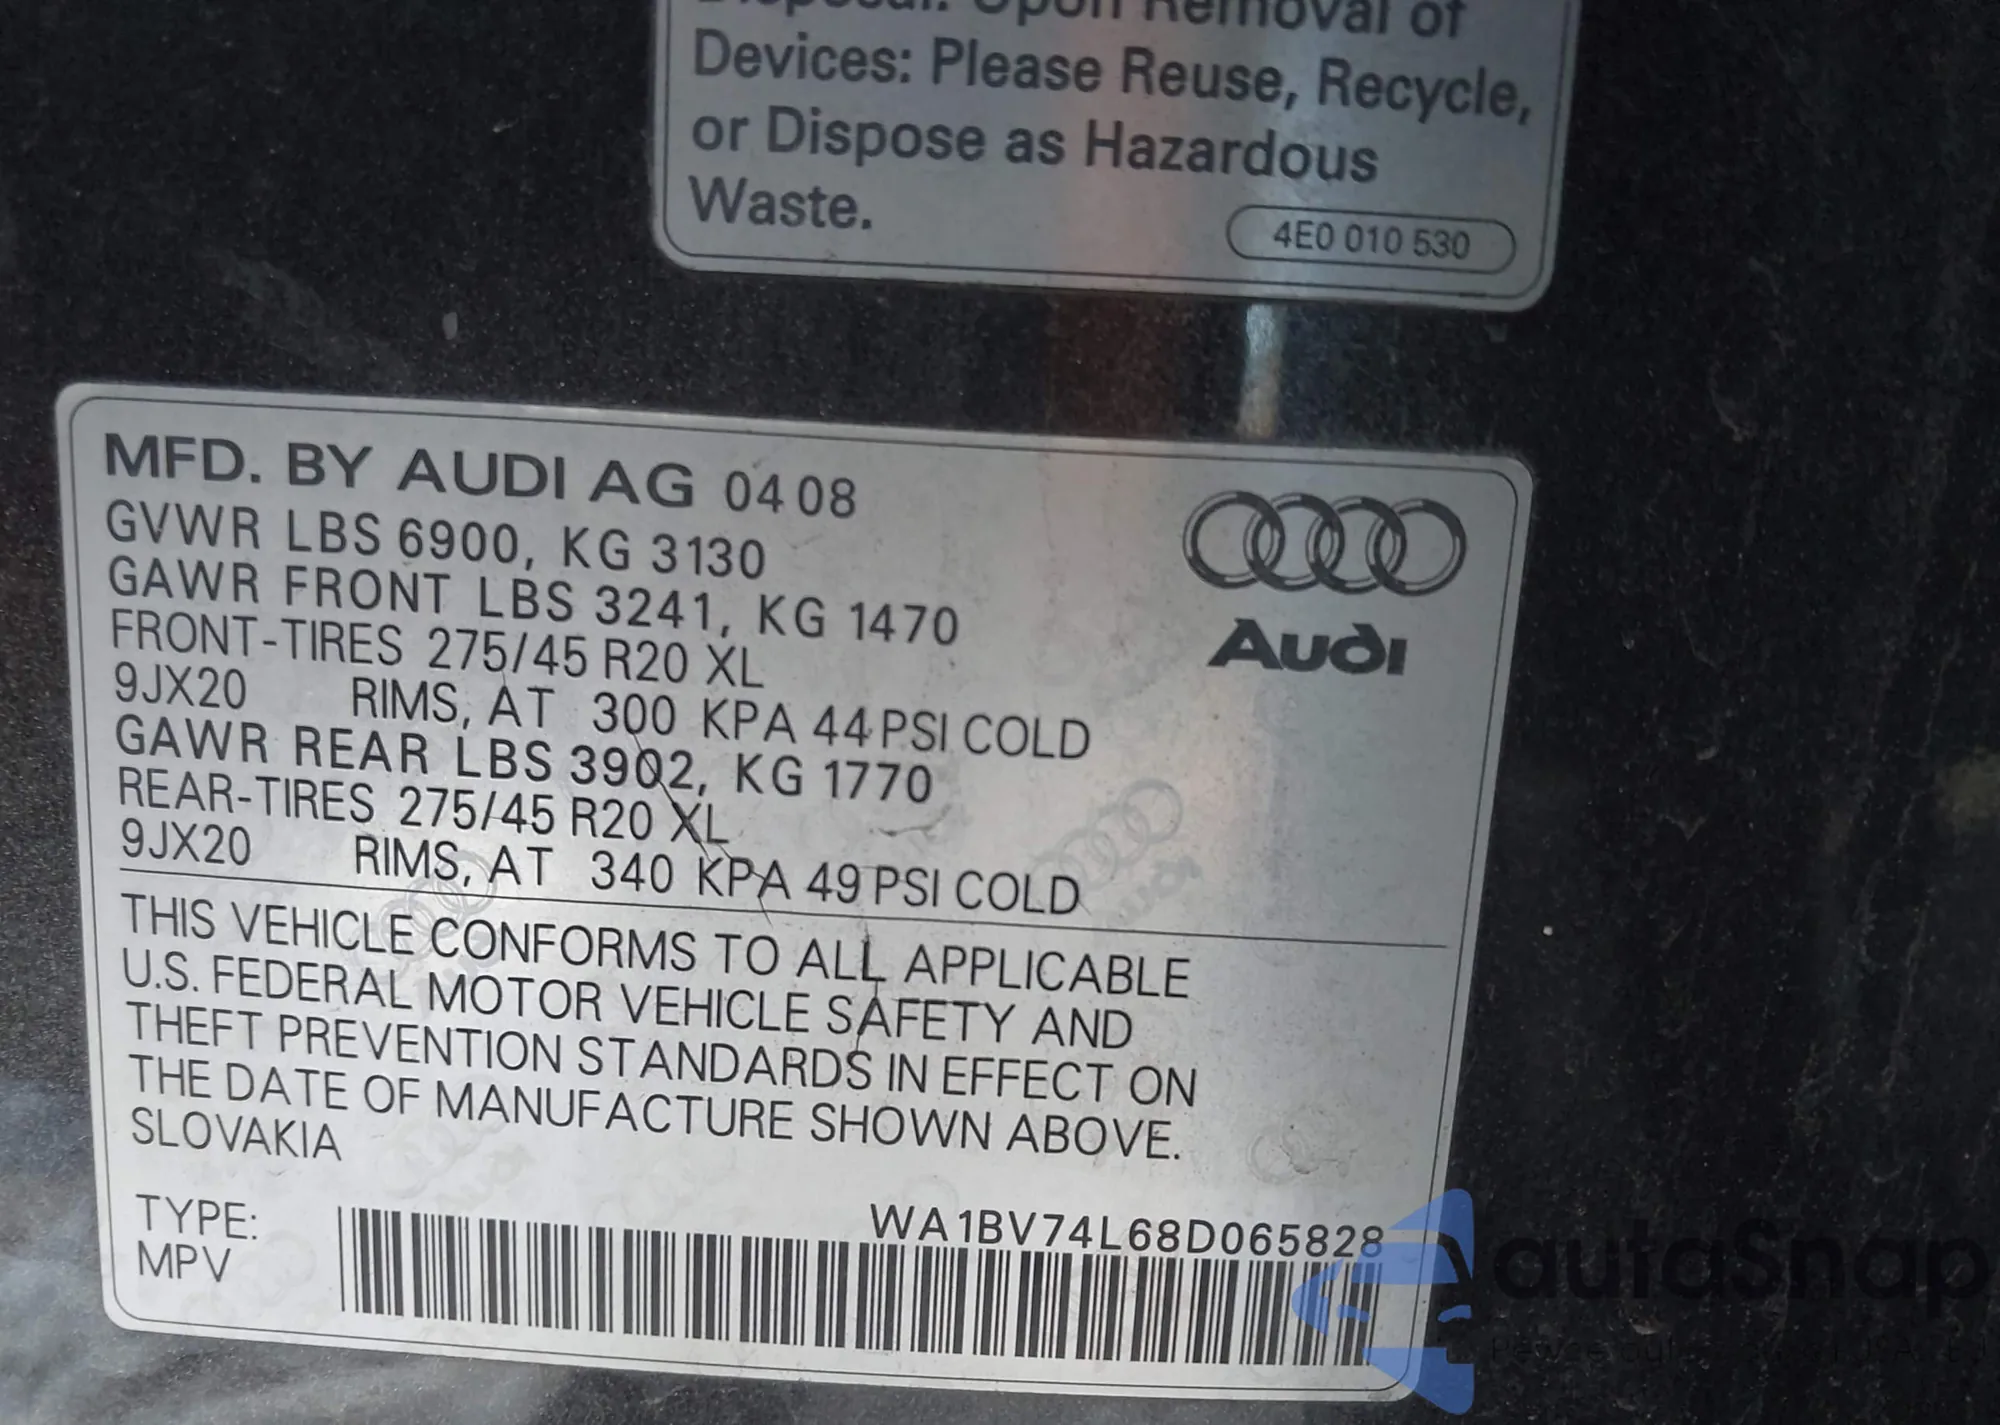 Disposal: Upon Removal of
Devices: Please Reuse, Recycle,
or Dispose as Hazardous
Waste.
4E0 010 530
MFD. BY AUDI AG 04 08
GVWR LBS 6900, KG 3130
GAWR FRONT LBS 3241, KG 1470
FRONT-TIRES 275/45 R20 XL
9JX20 RIMS, AT 300 KPA 44 PSI COLD
GAWR REAR LBS 3902, KG 1770
REAR-TIRES 275/45 R20 XL
9JX20 RIMS, AT 340 KPA 49 PSI COLD
Audi
THIS VEHICLE CONFORMS TO ALL APPLICABLE
U.S. FEDERAL MOTOR VEHICLE SAFETY AND
THEFT PREVENTION STANDARDS IN EFFECT ON
THE DATE OF MANUFACTURE SHOWN ABOVE.
SLOVAKIA
TYPE:
MPV
WA1BV74L68D065828
autoSnap